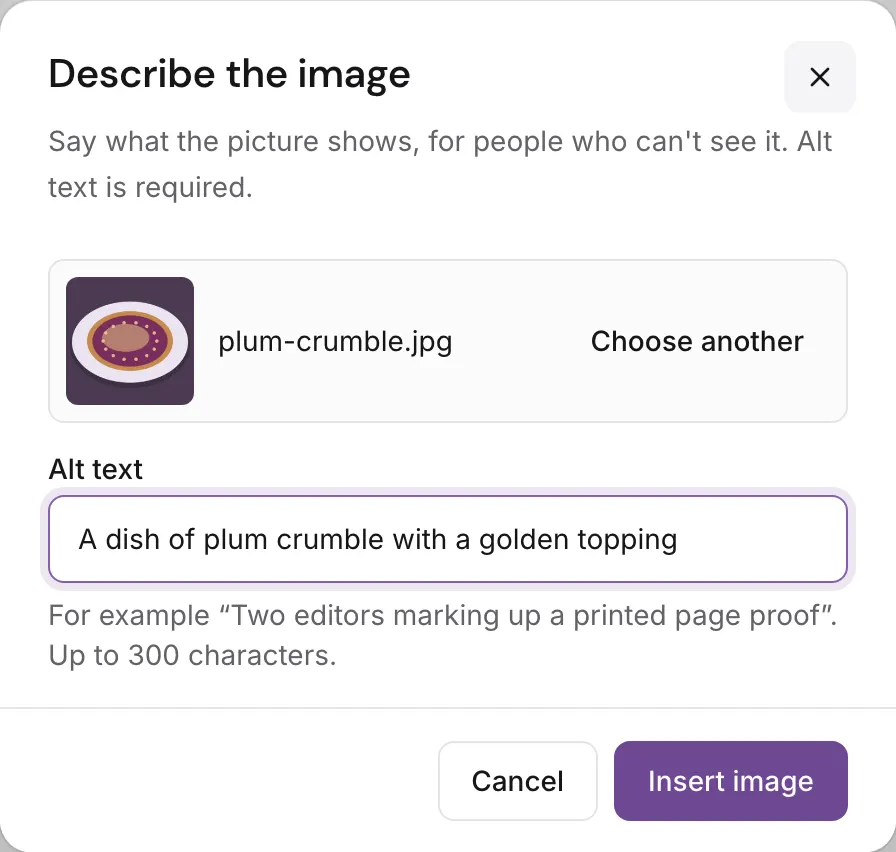 Describe the image
Say what the picture shows, for people who can't see it. Alt
text is required.
plum-crumble.jpg
Choose another
Alt text
A dish of plum crumble with a golden topping
For example “Two editors marking up a printed page proof”.
Up to 300 characters.
Cancel
Insert image